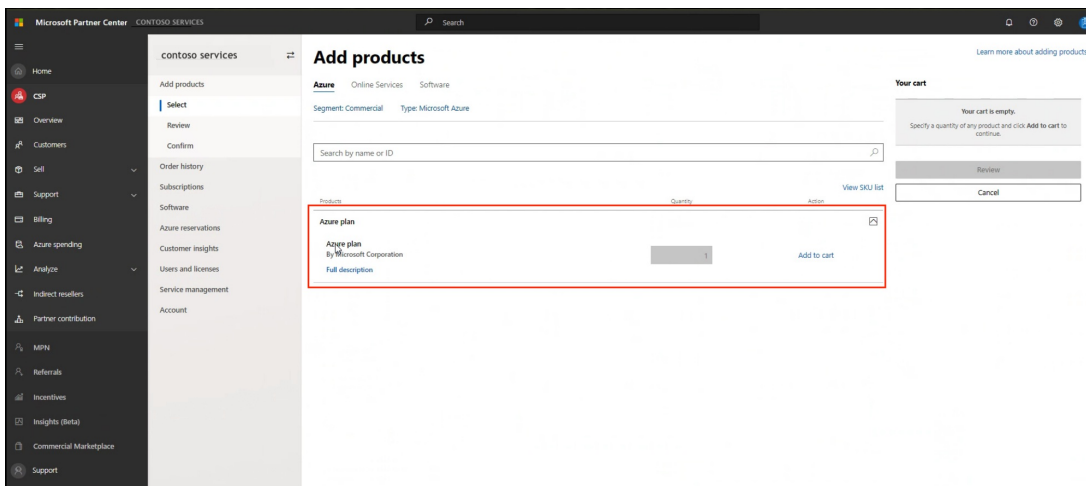 Microsoft Partner Center CONTOSO SERVICES
Search
Home
CSP
Overview
Customers
Sell
Support
Billing
Azure spending
Analyze
Indirect resellers
Partner contribution
MPN
Referrals
Incentives
Insights (Beta)
Commercial Marketplace
Support
contoso services
Add products
Select
Review
Confirm
Order history
Subscriptions
Software
Azure reservations
Customer insights
Users and licenses
Service management
Account
Add products
Learn more about adding products
Azure Online Services Software
Segment: Commercial Type: Microsoft Azure
Search by name or ID
View SKU list
Products Quantity Action
Azure plan
Azure plan
By Microsoft Corporation
1
Add to cart
Full description
Your cart
Your cart is empty.
Specify a quantity of any product and click Add to cart to
continue.
Review
Cancel